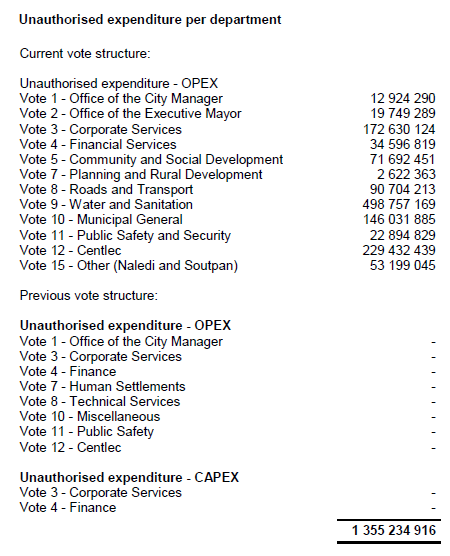 Unauthorised expenditure per department
Current vote structure:
Unauthorised expenditure - OPEX
Vote 1 - Office of the City Manager 12 924 290
Vote 2 - Office of the Executive Mayor 19 749 289
Vote 3 - Corporate Services 172 630 124
Vote 4 - Financial Services 34 596 819
Vote 5 - Community and Social Development 71 692 451
Vote 7 - Planning and Rural Development 2 622 363
Vote 8 - Roads and Transport 90 704 213
Vote 9 - Water and Sanitation 498 757 169
Vote 10 - Municipal General 146 031 885
Vote 11 - Public Safety and Security 22 894 829
Vote 12 - Centlec 229 432 439
Vote 15 - Other (Naledi and Soutpan) 53 199 045
Previous vote structure:
Unauthorised expenditure - OPEX
Vote 1 - Office of the City Manager -
Vote 3 - Corporate Services -
Vote 4 - Finance -
Vote 7 - Human Settlements -
Vote 8 - Technical Services -
Vote 10 - Miscellaneous -
Vote 11 - Public Safety -
Vote 12 - Centlec -
Unauthorised expenditure - CAPEX
Vote 3 - Corporate Services -
Vote 4 - Finance -
1 355 234 916